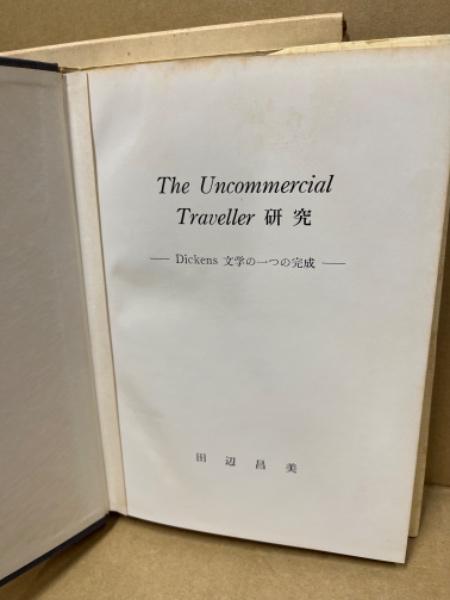 The Uncommercial
Traveller 研究
— Dickens 文学の一つの完成 —
田辺昌美